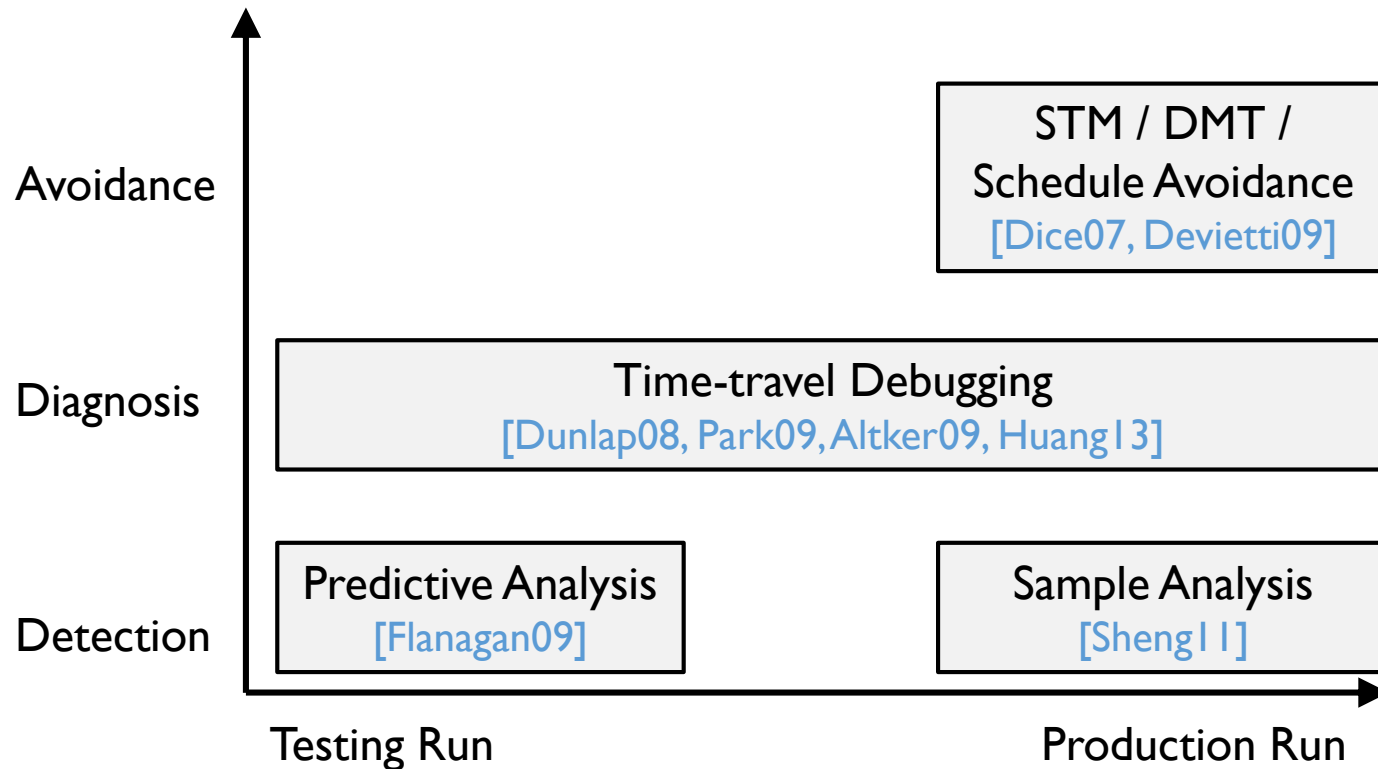 Avoidance
STM / DMT /
Schedule Avoidance
[Dice07, Devietti09]
Diagnosis
Time-travel Debugging
[Dunlap08, Park09, Altker09, Huang13]
Detection
Predictive Analysis
[Flanagan09]
Sample Analysis
[Sheng11]
Testing Run
Production Run